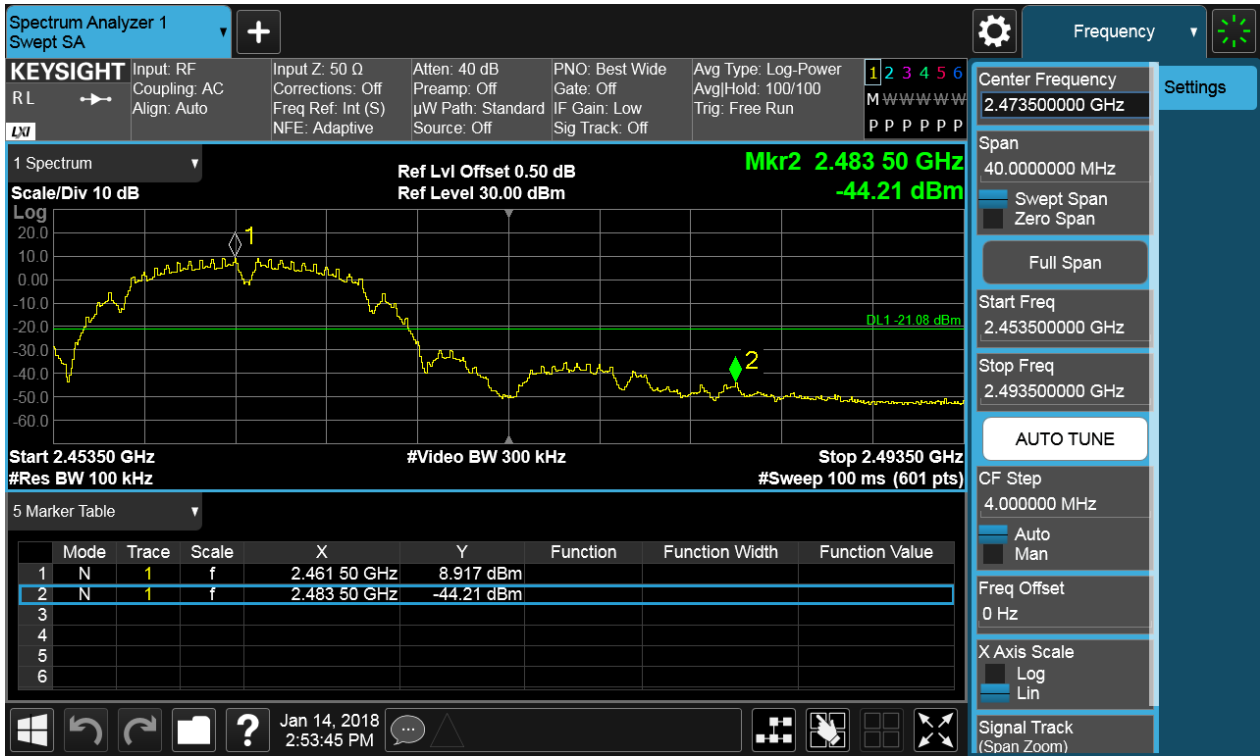 Spectrum Analyzer 1
Swept SA
Frequency
KEYSIGHT
R L
LXI
Input: RF
Coupling: AC
Align: Auto
Input Z: 50 Ω
Corrections: Off
Freq Ref: Int (S)
NFE: Adaptive
Atten: 40 dB
Preamp: Off
µW Path: Standard
Source: Off
PNO: Best Wide
Gate: Off
IF Gain: Low
Sig Track: Off
Avg Type: Log-Power
Avg|Hold: 100/100
Trig: Free Run
1 2 3 4 5 6
M W W W W W
P P P P P P
1 Spectrum
Scale/Div 10 dB
Ref Lvl Offset 0.50 dB
Ref Level 30.00 dBm
Mkr2 2.483 50 GHz
-44.21 dBm
Log
20.0
10.0
0.00
-10.0
-20.0
-30.0
-40.0
-50.0
-60.0
1
DL1 -21.08 dBm
2
Start 2.45350 GHz
#Video BW 300 kHz
Stop 2.49350 GHz
#Res BW 100 kHz
#Sweep 100 ms (601 pts)
5 Marker Table
Mode Trace Scale X Y Function Function Width Function Value
1 N 1 f 2.461 50 GHz 8.917 dBm
2 N 1 f 2.483 50 GHz -44.21 dBm
3
4
5
6
Jan 14, 2018
2:53:45 PM
Center Frequency
2.473500000 GHz
Settings
Span
40.0000000 MHz
Swept Span
Zero Span
Full Span
Start Freq
2.453500000 GHz
Stop Freq
2.493500000 GHz
AUTO TUNE
CF Step
4.000000 MHz
Auto
Man
Freq Offset
0 Hz
X Axis Scale
Log
Lin
Signal Track
(Span Zoom)